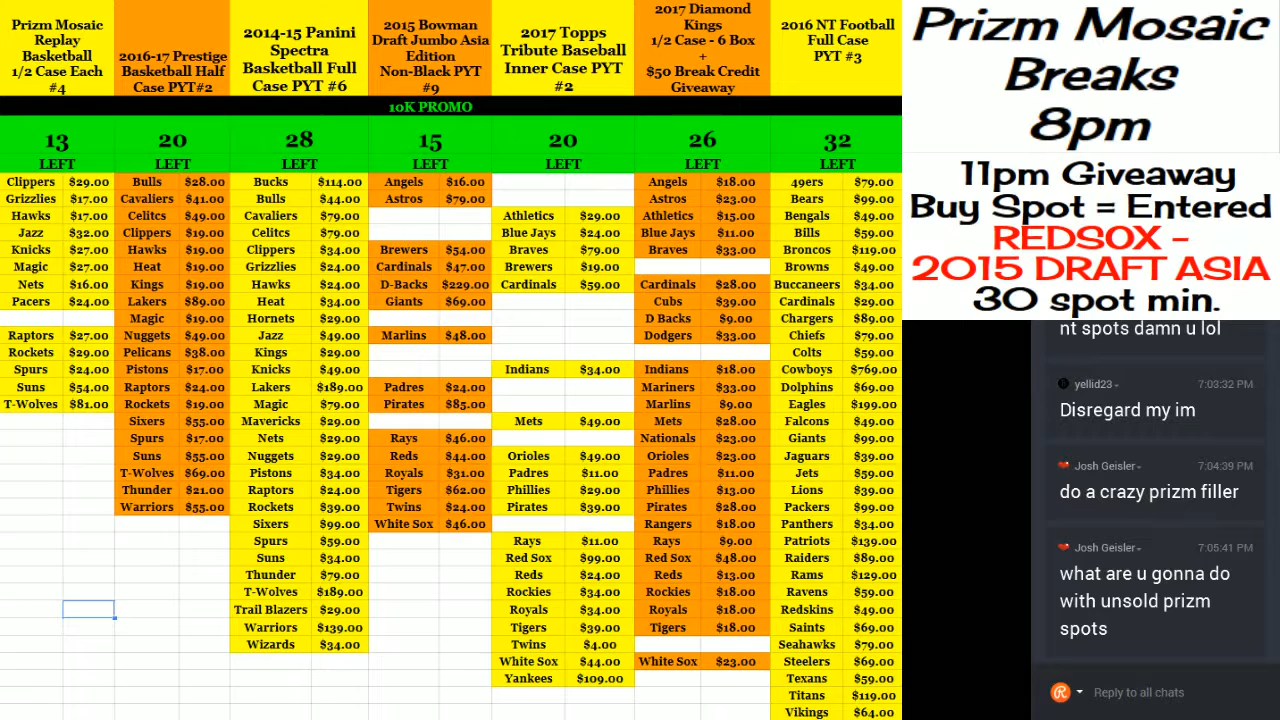 Prizm Mosaic
Replay
Basketball
1/2 Case Each
#4
2016-17 Prestige
Basketball Half
Case PYT#2
2014-15 Panini
Spectra
Basketball Full
Case PYT #6
2015 Bowman
Draft Jumbo Asia
Edition
Non-Black PYT
#9
2017 Topps
Tribute Baseball
Inner Case PYT
#2
2017 Diamond
Kings
1/2 Case - 6 Box
+
$50 Break Credit
Giveaway
2016 NT Football
Full Case
PYT #3
10K PROMO
13 20 28 15 20 26 32
LEFT LEFT LEFT LEFT LEFT LEFT LEFT
Clippers $29.00 Bulls $28.00 Bucks $114.00 Angels $16.00 Angels $18.00 49ers $79.00
Grizzlies $17.00 Cavaliers $41.00 Bulls $44.00 Astros $79.00 Astros $23.00 Bears $99.00
Hawks $17.00 Celitcs $49.00 Cavaliers $79.00 Athletics $29.00 Athletics $15.00 Bengals $49.00
Jazz $32.00 Clippers $19.00 Celitcs $79.00 Blue Jays $24.00 Blue Jays $11.00 Bills $59.00
Knicks $27.00 Hawks $19.00 Clippers $34.00 Brewers $54.00 Braves $79.00 Braves $33.00 Broncos $119.00
Magic $27.00 Heat $19.00 Grizzlies $24.00 Cardinals $47.00 Brewers $19.00 Browns $49.00
Nets $16.00 Kings $19.00 Hawks $24.00 D-Backs $229.00 Cardinals $59.00 Cardinals $28.00 Buccaneers $34.00
Pacers $24.00 Lakers $89.00 Heat $34.00 Giants $69.00 Cubs $39.00 Cardinals $29.00
Magic $19.00 Hornets $29.00 D Backs $9.00 Chargers $89.00
Raptors $27.00 Nuggets $49.00 Jazz $49.00 Marlins $48.00 Dodgers $33.00 Chiefs $79.00
Rockets $29.00 Pelicans $38.00 Kings $29.00 Colts $59.00
Spurs $24.00 Pistons $17.00 Knicks $49.00 Indians $34.00 Indians $18.00 Cowboys $769.00
Suns $54.00 Raptors $24.00 Lakers $189.00 Padres $24.00 Mariners $33.00 Dolphins $69.00
T-Wolves $81.00 Rockets $19.00 Magic $79.00 Pirates $85.00 Marlins $9.00 Eagles $199.00
Sixers $55.00 Mavericks $29.00 Mets $49.00 Mets $28.00 Falcons $49.00
Spurs $17.00 Nets $29.00 Rays $46.00 Nationals $23.00 Giants $99.00
Suns $55.00 Nuggets $29.00 Reds $44.00 Orioles $49.00 Orioles $23.00 Jaguars $39.00
T-Wolves $69.00 Pistons $34.00 Royals $31.00 Padres $11.00 Padres $11.00 Jets $59.00
Thunder $21.00 Raptors $24.00 Tigers $62.00 Phillies $29.00 Phillies $13.00 Lions $39.00
Warriors $55.00 Rockets $39.00 Twins $24.00 Pirates $39.00 Pirates $28.00 Packers $99.00
Sixers $99.00 White Sox $46.00 Rangers $18.00 Panthers $34.00
Spurs $59.00 Rays $11.00 Rays $9.00 Patriots $139.00
Suns $34.00 Red Sox $99.00 Red Sox $48.00 Raiders $89.00
Thunder $79.00 Reds $24.00 Reds $13.00 Rams $129.00
T-Wolves $189.00 Rockies $34.00 Rockies $18.00 Ravens $59.00
Trail Blazers $29.00 Royals $34.00 Royals $18.00 Redskins $49.00
Warriors $139.00 Tigers $39.00 Tigers $18.00 Saints $69.00
Wizards $34.00 Twins $4.00 Seahawks $79.00
White Sox $44.00 White Sox $23.00 Steelers $69.00
Yankees $109.00 Texans $59.00
Titans $119.00
Vikings $64.00
Prizm Mosaic
Breaks
8pm
11pm Giveaway
Buy Spot = Entered
REDSOX -
2015 DRAFT ASIA
30 spot min.
nt spots damn u lol
yellid23 7:03:32 PM
Disregard my im
Josh Geisler 7:04:39 PM
do a crazy prizm filler
Josh Geisler 7:05:41 PM
what are u gonna do
with unsold prizm
spots
Reply to all chats